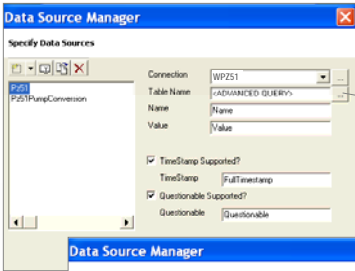 Data Source Manager
Specify Data Sources
Connection WPZ51
Pz51
Table Name <ADVANCED QUERY>
Pz51PumpConversion
Name Name
Value Value
TimeStamp Supported?
TimeStamp FullTimestamp
Questionable Supported?
Questionable Questionable
Data Source Manager